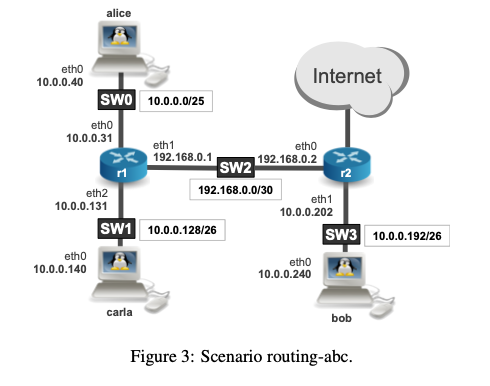 alice
eth0
10.0.0.40
SW0
10.0.0.0/25
Internet
eth0
10.0.0.31
eth1
192.168.0.1
SW2
eth0
192.168.0.2
r1
r2
192.168.0.0/30
eth2
10.0.0.131
eth1
10.0.0.202
SW1
10.0.0.128/26
SW3
10.0.0.192/26
eth0
10.0.0.140
eth0
10.0.0.240
carla
bob
Figure 3: Scenario routing-abc.